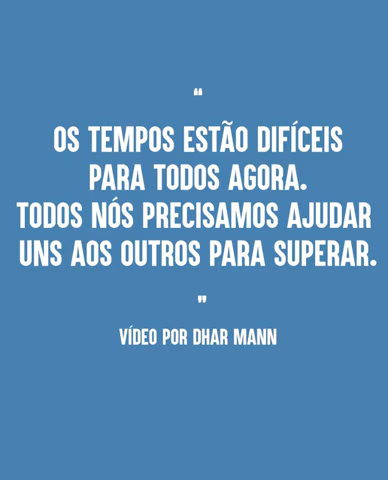 “
OS TEMPOS ESTÃO DIFÍCEIS
PARA TODOS AGORA.
TODOS NÓS PRECISAMOS AJUDAR
UNS AOS OUTROS PARA SUPERAR.
”
VÍDEO POR DHAR MANN